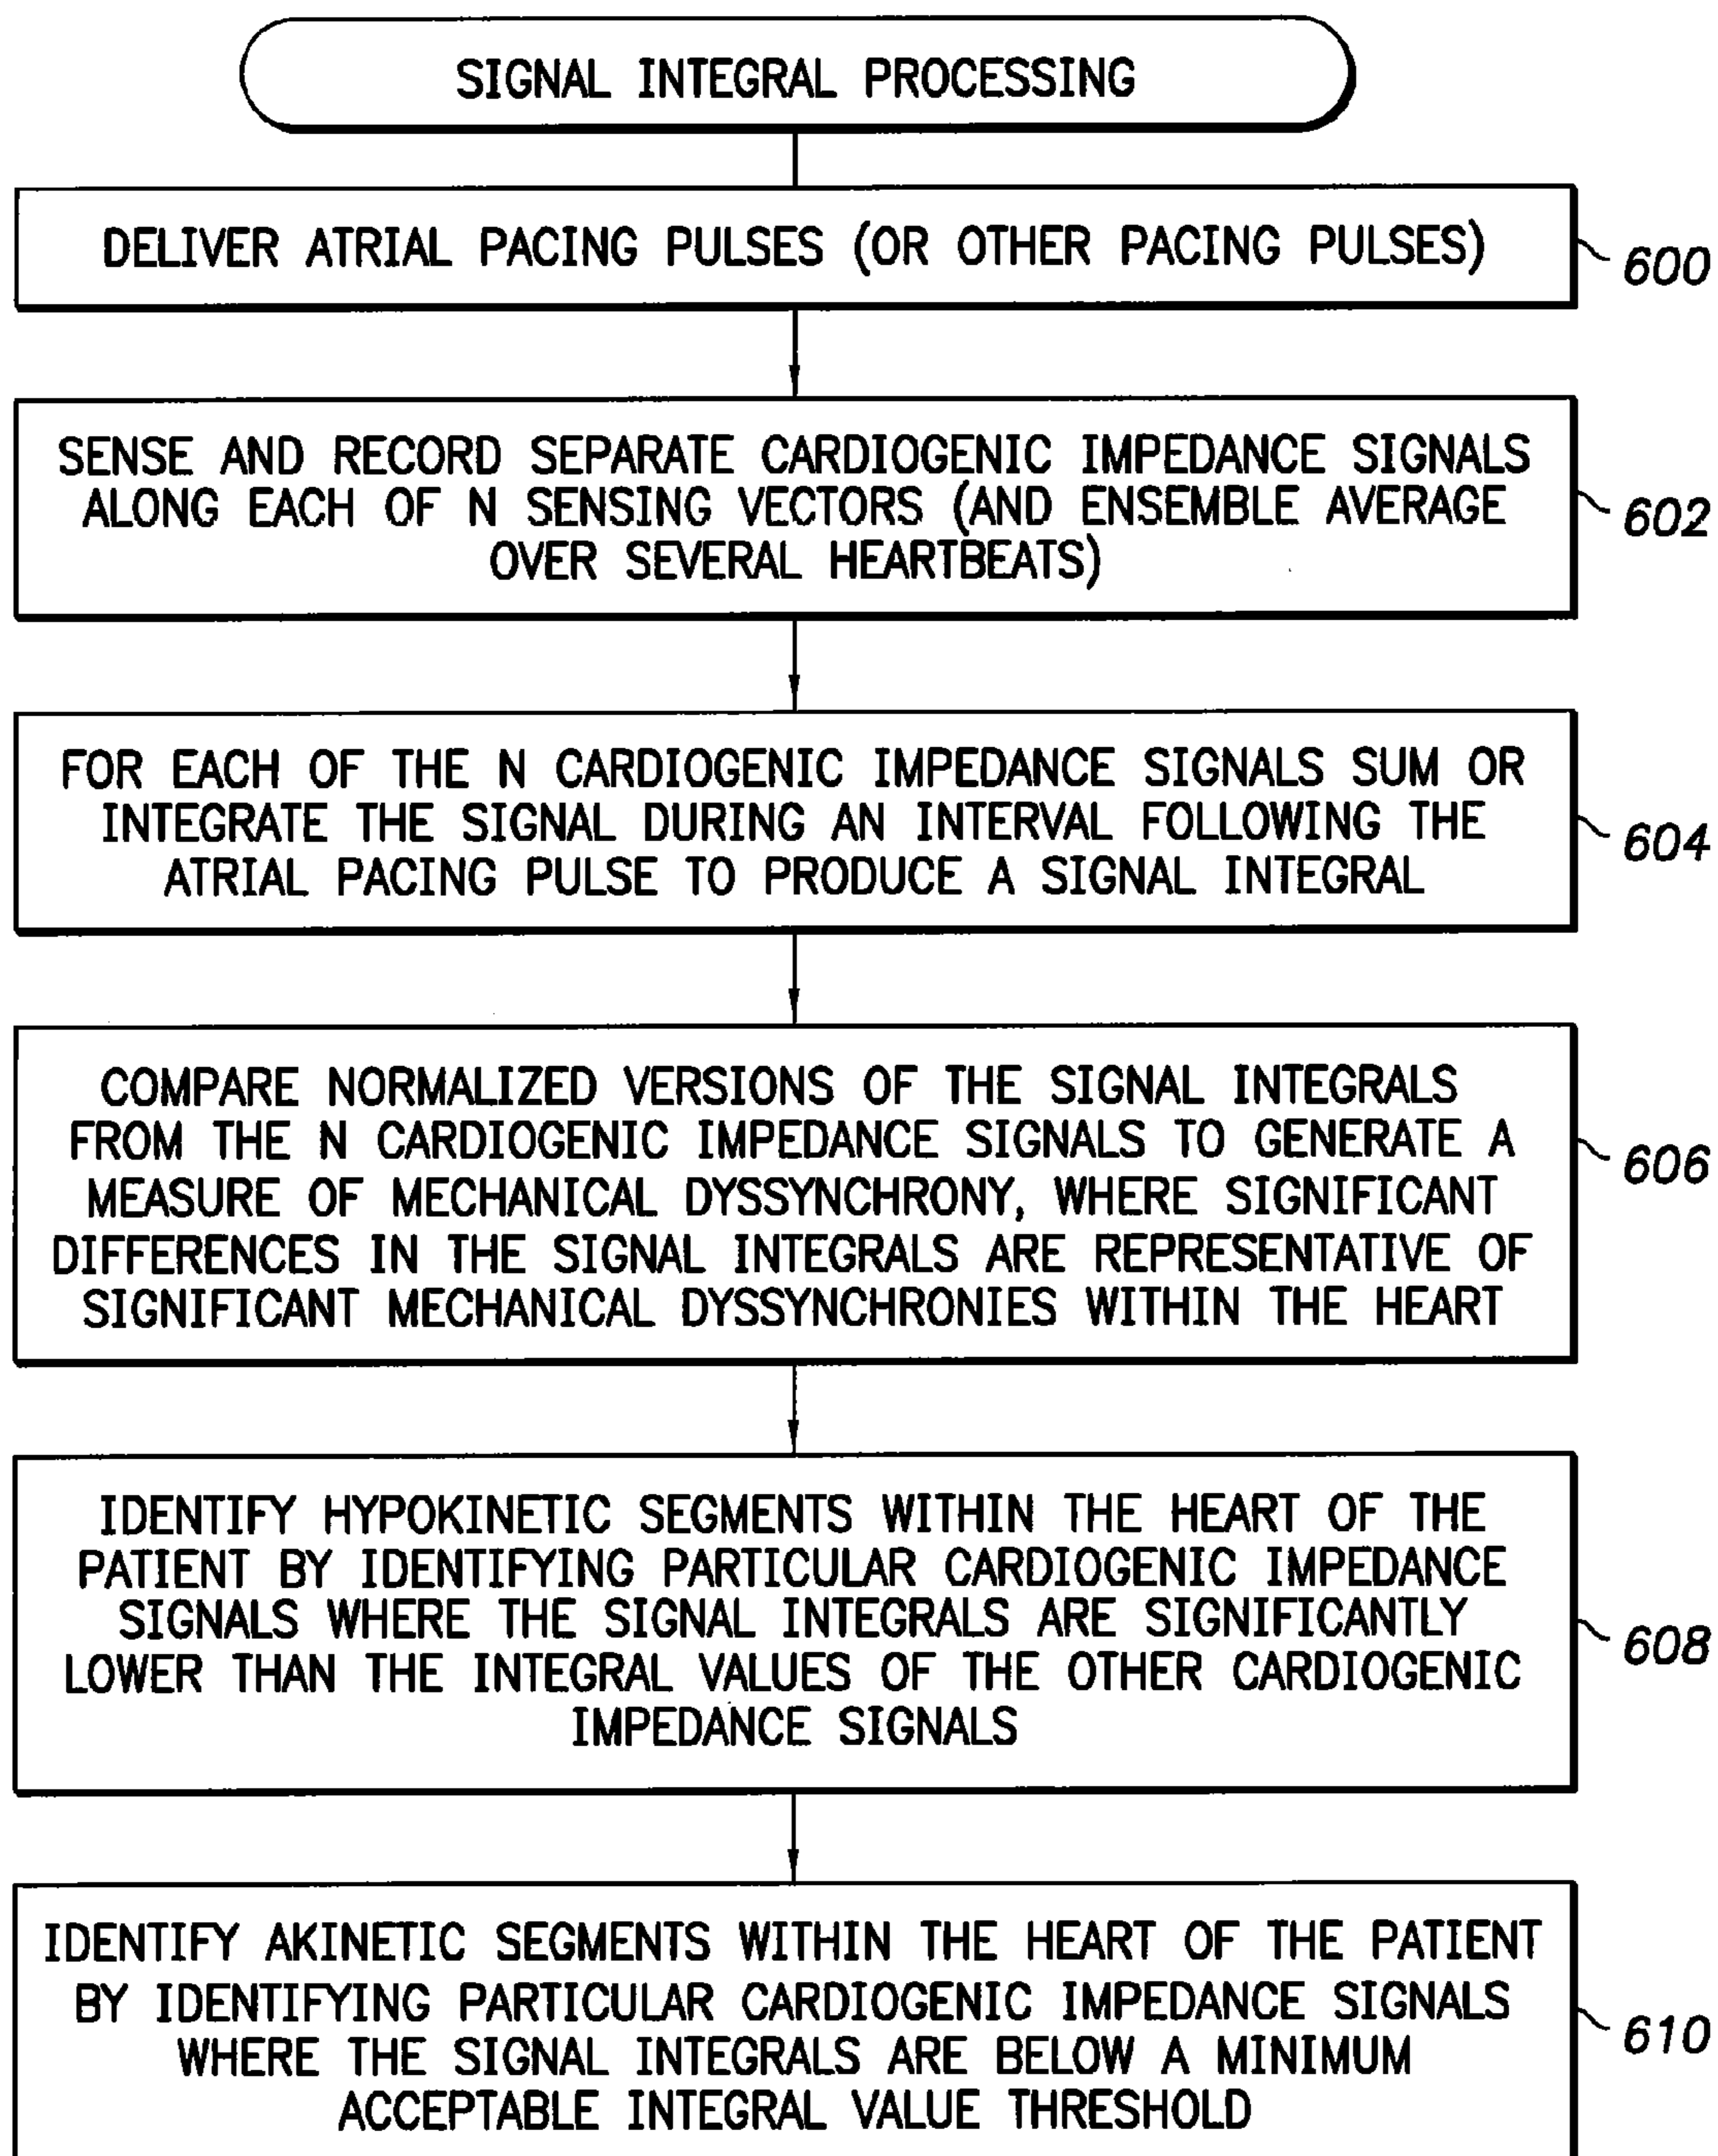 SIGNAL INTEGRAL PROCESSING
DELIVER ATRIAL PACING PULSES (OR OTHER PACING PULSES)
600
SENSE AND RECORD SEPARATE CARDIOGENIC IMPEDANCE SIGNALS
ALONG EACH OF N SENSING VECTORS (AND ENSEMBLE AVERAGE
OVER SEVERAL HEARTBEATS)
602
FOR EACH OF THE N CARDIOGENIC IMPEDANCE SIGNALS SUM OR
INTEGRATE THE SIGNAL DURING AN INTERVAL FOLLOWING THE
ATRIAL PACING PULSE TO PRODUCE A SIGNAL INTEGRAL
604
COMPARE NORMALIZED VERSIONS OF THE SIGNAL INTEGRALS
FROM THE N CARDIOGENIC IMPEDANCE SIGNALS TO GENERATE A
MEASURE OF MECHANICAL DYSSYNCHRONY, WHERE SIGNIFICANT
DIFFERENCES IN THE SIGNAL INTEGRALS ARE REPRESENTATIVE OF
SIGNIFICANT MECHANICAL DYSSYNCHRONIES WITHIN THE HEART
606
IDENTIFY HYPOKINETIC SEGMENTS WITHIN THE HEART OF THE
PATIENT BY IDENTIFYING PARTICULAR CARDIOGENIC IMPEDANCE
SIGNALS WHERE THE SIGNAL INTEGRALS ARE SIGNIFICANTLY
LOWER THAN THE INTEGRAL VALUES OF THE OTHER CARDIOGENIC
IMPEDANCE SIGNALS
608
IDENTIFY AKINETIC SEGMENTS WITHIN THE HEART OF THE PATIENT
BY IDENTIFYING PARTICULAR CARDIOGENIC IMPEDANCE SIGNALS
WHERE THE SIGNAL INTEGRALS ARE BELOW A MINIMUM
ACCEPTABLE INTEGRAL VALUE THRESHOLD
610